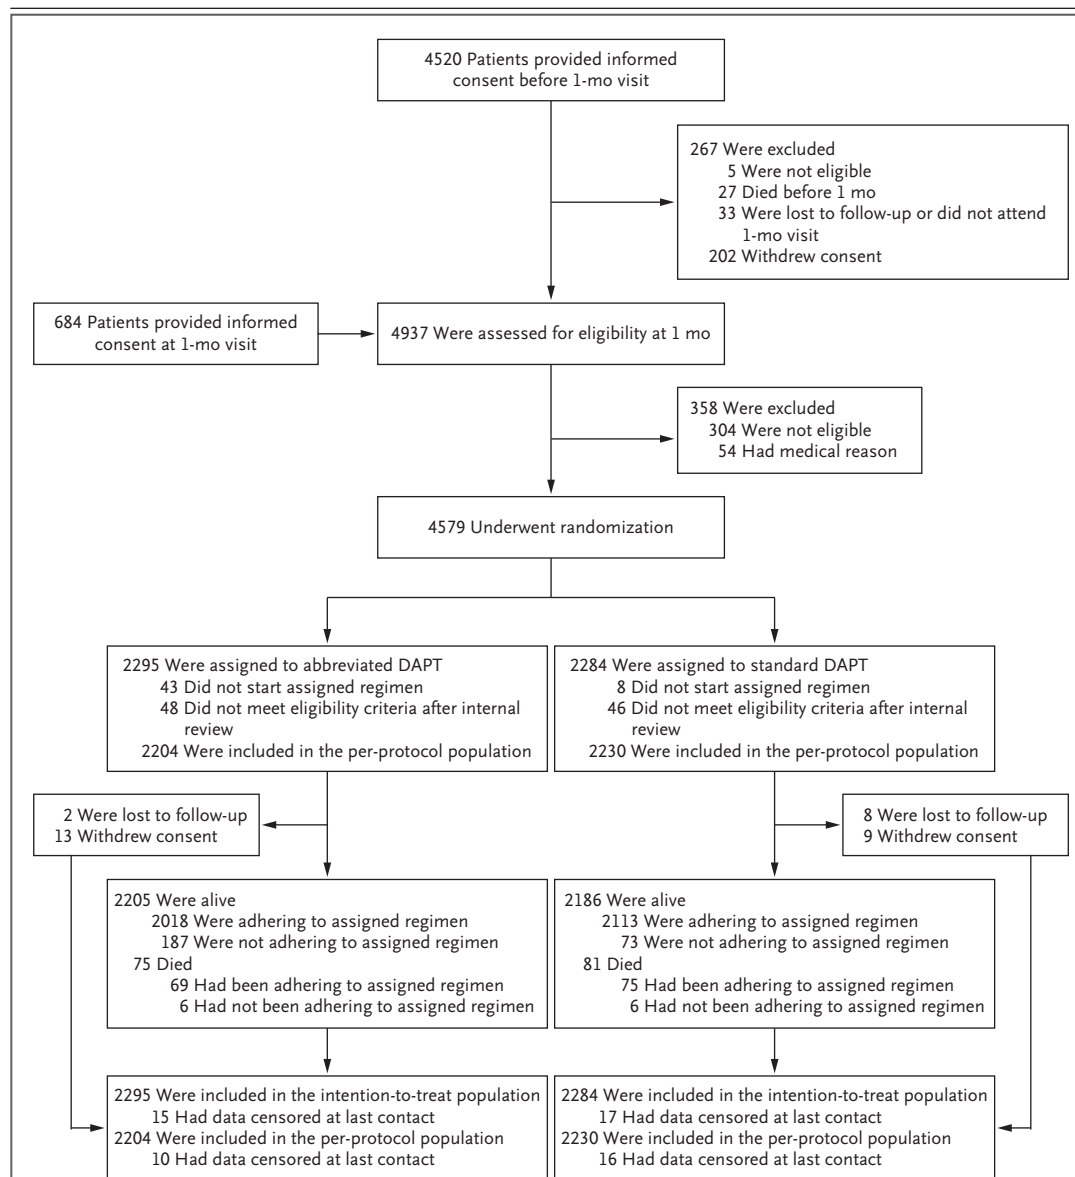 4520 Patients provided informed
consent before 1-mo visit
267 Were excluded
5 Were not eligible
27 Died before 1 mo
33 Were lost to follow-up or did not attend
1-mo visit
202 Withdrew consent
684 Patients provided informed
consent at 1-mo visit
4937 Were assessed for eligibility at 1 mo
358 Were excluded
304 Were not eligible
54 Had medical reason
4579 Underwent randomization
2295 Were assigned to abbreviated DAPT
43 Did not start assigned regimen
48 Did not meet eligibility criteria after internal
review
2204 Were included in the per-protocol population
2284 Were assigned to standard DAPT
8 Did not start assigned regimen
46 Did not meet eligibility criteria after internal
review
2230 Were included in the per-protocol population
2 Were lost to follow-up
13 Withdrew consent
8 Were lost to follow-up
9 Withdrew consent
2205 Were alive
2018 Were adhering to assigned regimen
187 Were not adhering to assigned regimen
75 Died
69 Had been adhering to assigned regimen
6 Had not been adhering to assigned regimen
2186 Were alive
2113 Were adhering to assigned regimen
73 Were not adhering to assigned regimen
81 Died
75 Had been adhering to assigned regimen
6 Had not been adhering to assigned regimen
2295 Were included in the intention-to-treat population
15 Had data censored at last contact
2204 Were included in the per-protocol population
10 Had data censored at last contact
2284 Were included in the intention-to-treat population
17 Had data censored at last contact
2230 Were included in the per-protocol population
16 Had data censored at last contact